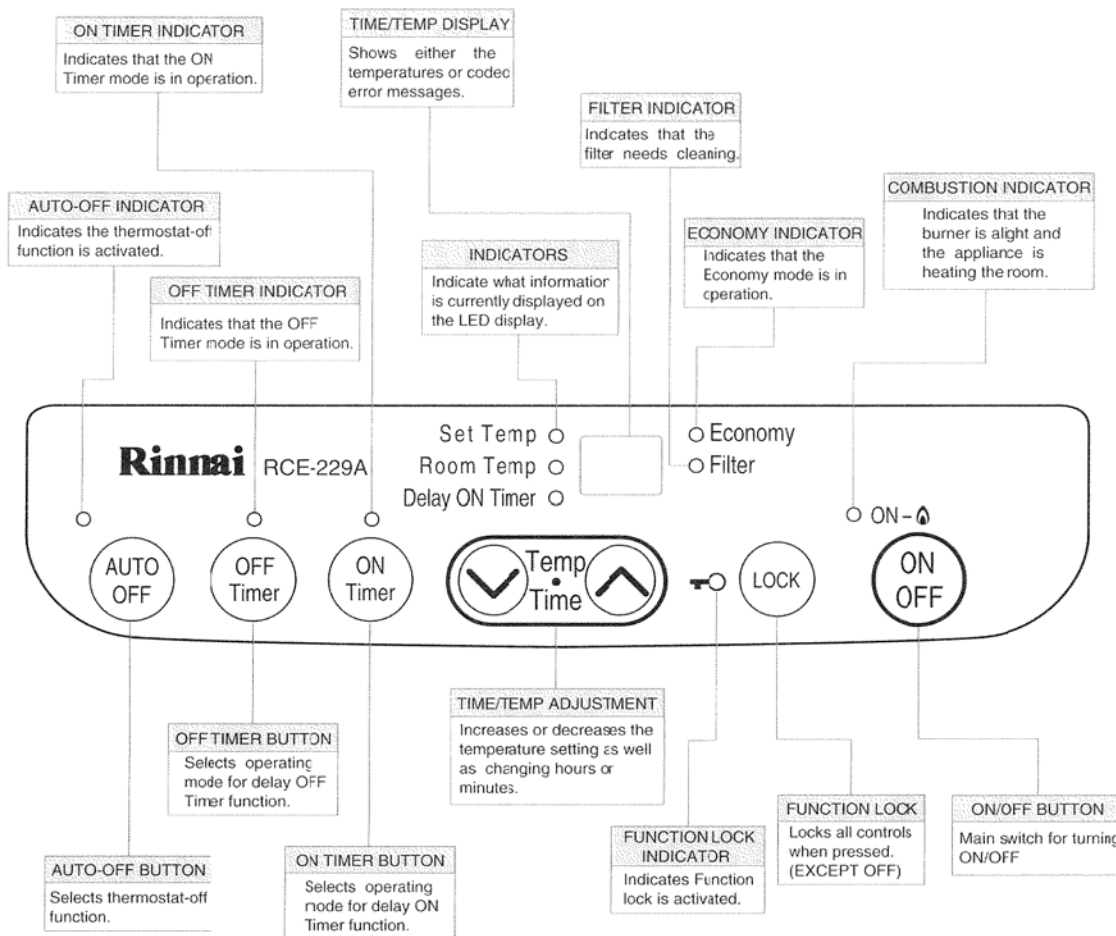 ON TIMER INDICATOR
Indicates that the ON
Timer mode is in operation.
TIME/TEMP DISPLAY
Shows either the
temperatures or coded
error messages.
FILTER INDICATOR
Indicates that the
filter needs cleaning.
AUTO-OFF INDICATOR
Indicates the thermostat-off
function is activated.
OFF TIMER INDICATOR
Indicates that the OFF
Timer mode is in operation.
INDICATORS
Indicate what information
is currently displayed on
the LED display.
ECONOMY INDICATOR
Indicates that the
Economy mode is in
operation.
COMBUSTION INDICATOR
Indicates that the
burner is alight and
the appliance is
heating the room.
Rinnai RCE-229A
Set Temp
Room Temp
Delay ON Timer
Economy
Filter
ON -
AUTO
OFF
OFF
Timer
ON
Timer
Temp
Time
LOCK
ON
OFF
OFF TIMER BUTTON
Selects operating
mode for delay OFF
Timer function.
TIME/TEMP ADJUSTMENT
Increases or decreases the
temperature setting as well
as changing hours or
minutes.
AUTO-OFF BUTTON
Selects thermostat-off
function.
ON TIMER BUTTON
Selects operating
mode for delay ON
Timer function.
FUNCTION LOCK
INDICATOR
Indicates Function
lock is activated.
FUNCTION LOCK
Locks all controls
when pressed.
(EXCEPT OFF)
ON/OFF BUTTON
Main switch for turning
ON/OFF